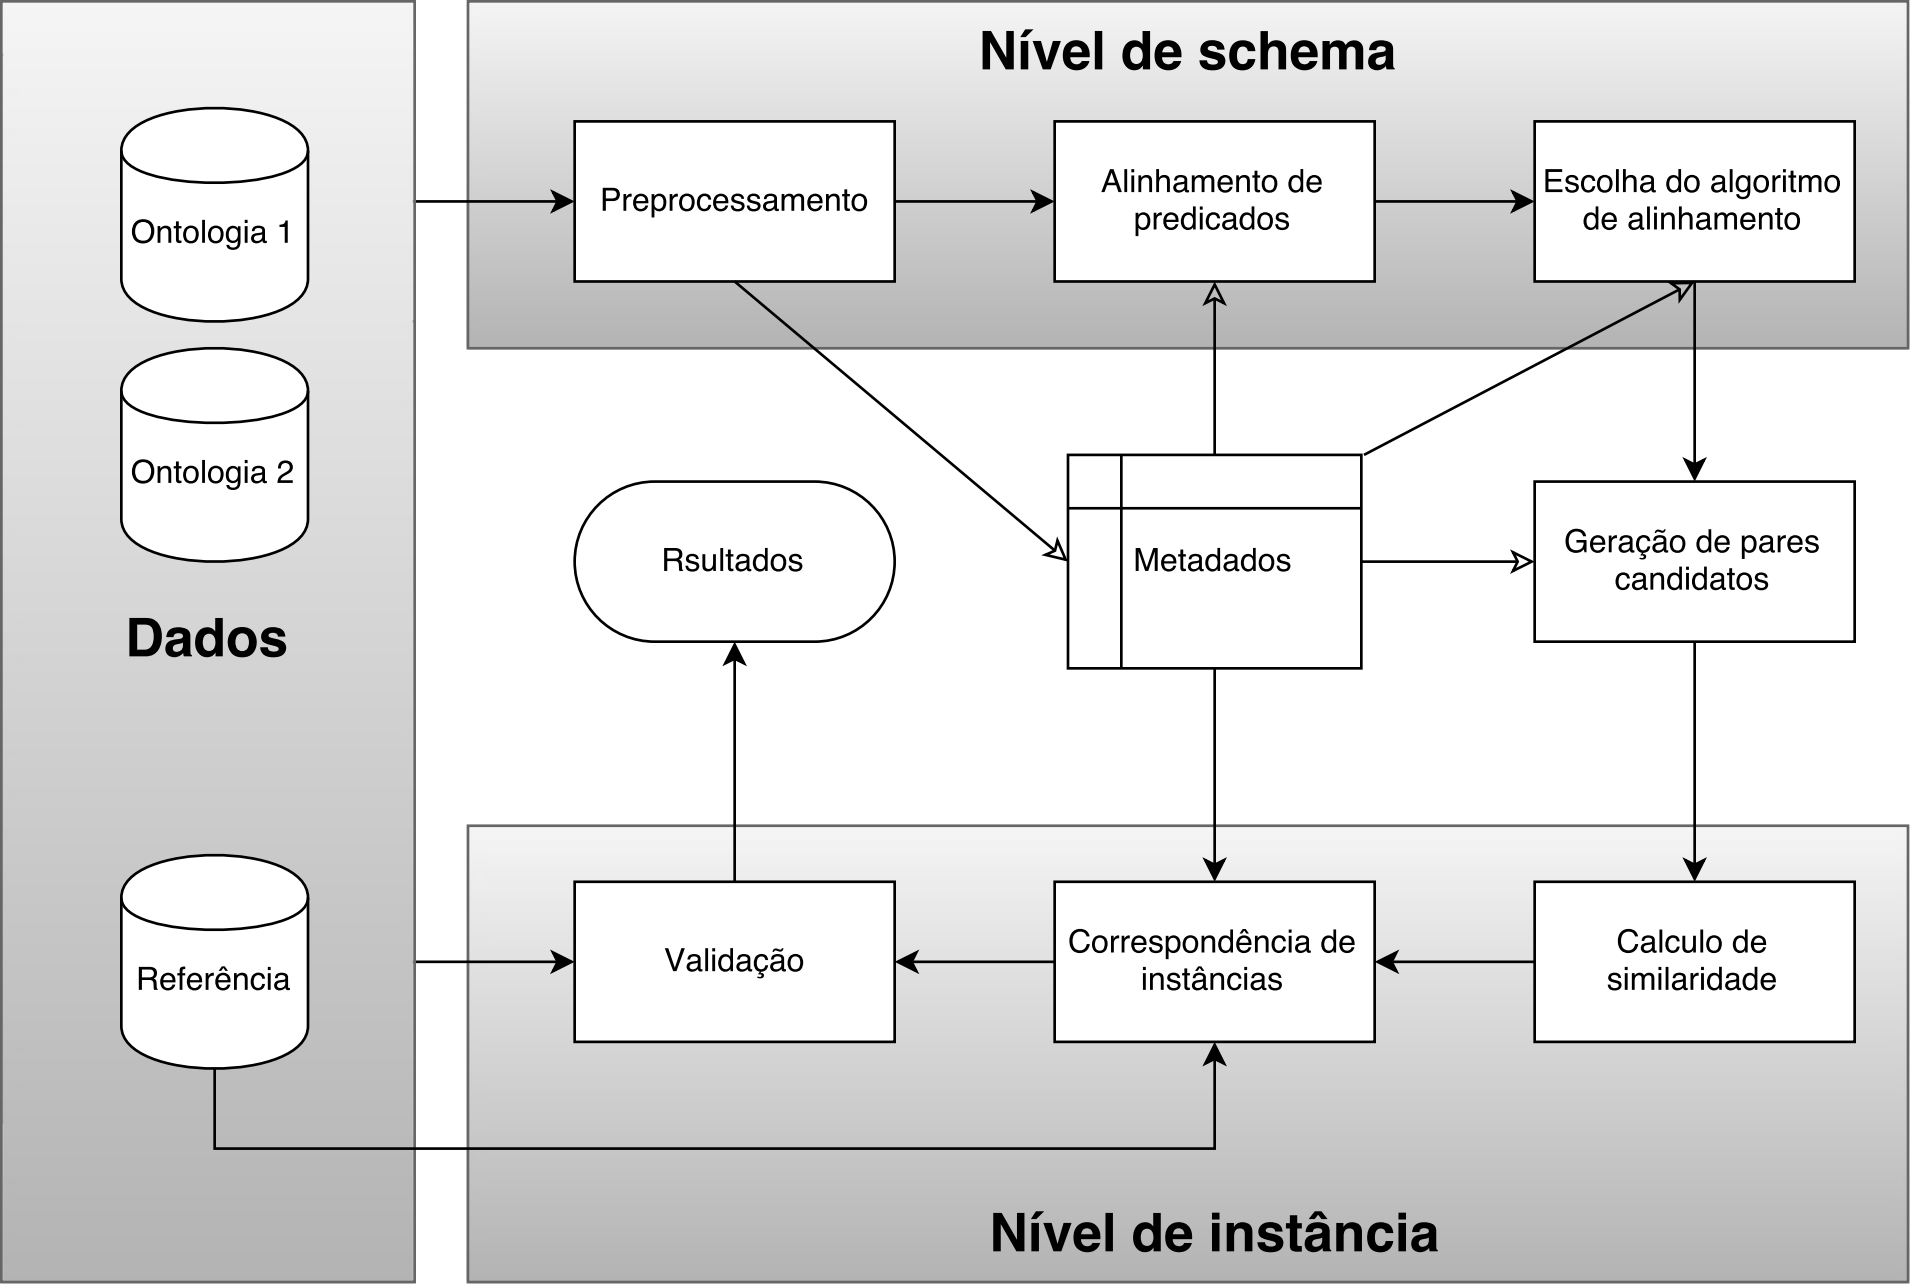 Nível de schema
Ontologia 1
Preprocessamento
Alinhamento de
predicados
Escolha do algoritmo
de alinhamento
Ontologia 2
Dados
Rsultados
Metadados
Geração de pares
candidatos
Referência
Validação
Correspondência de
instâncias
Calculo de
similaridade
Nível de instância